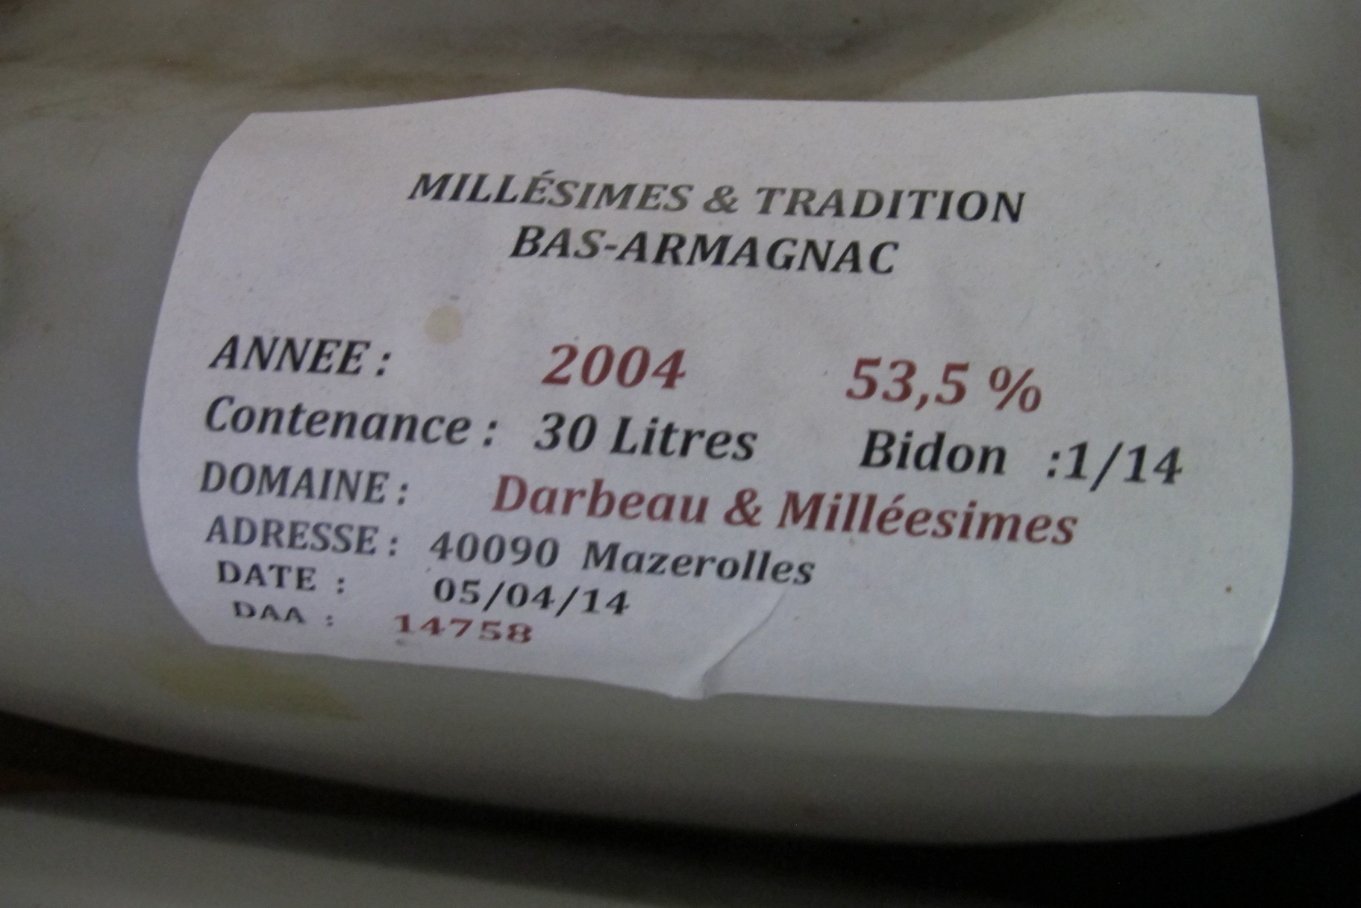 MILLÉSIMES & TRADITION
BAS-ARMAGNAC
ANNEE : 2004 53,5 %
Contenance : 30 Litres Bidon :1/14
DOMAINE : Darbeau & Milléesimes
ADRESSE : 40090 Mazerolles
DATE : 05/04/14
DAA : 14758